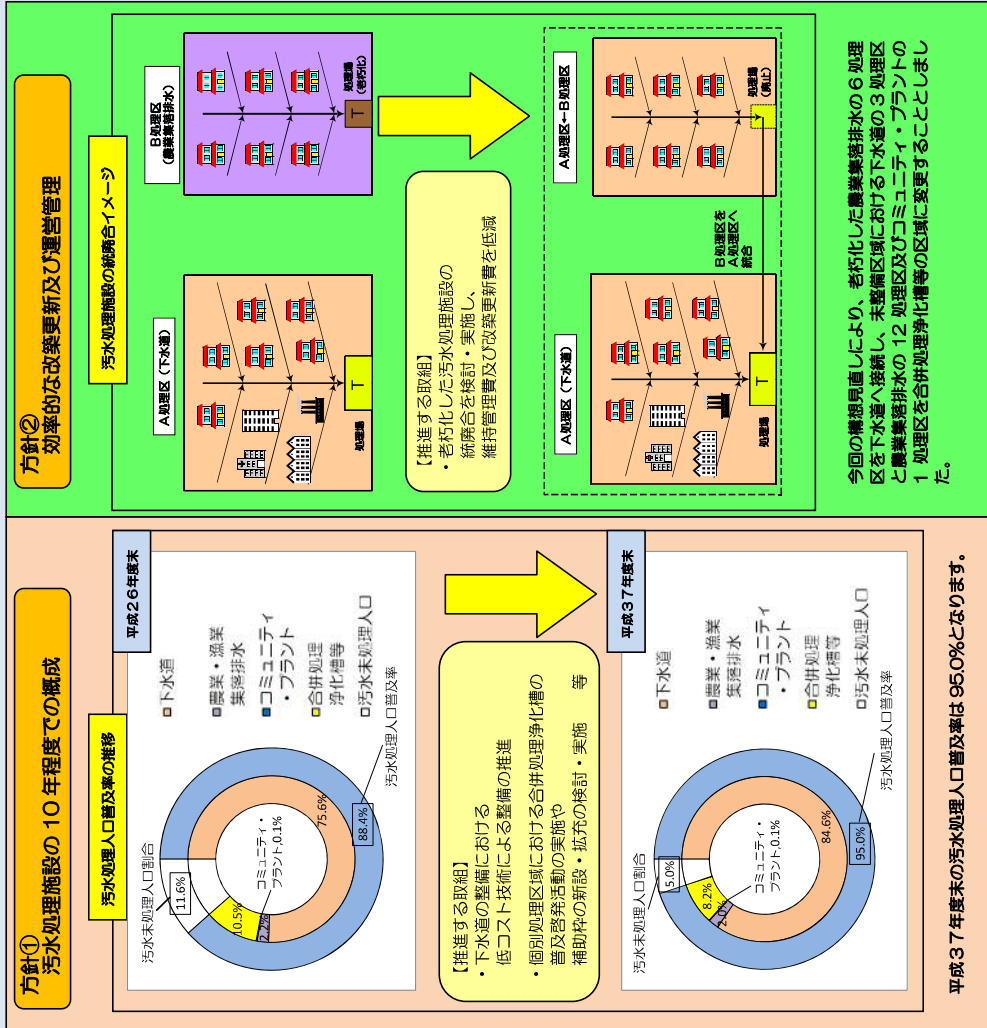 方針①
汚水処理施設の10年程度での概成
汚水処理人口普及率の推移
平成26年度末
汚水未処理人口割合
11.6%
10.5%
2.2%
コミュニティ・
プラント,0.1%
75.6%
88.4%
汚水処理人口普及率
下水道
農業・漁業
集落排水
コミュニティ
・プラント
合併処理
浄化槽等
汚水未処理人口
【推進する取組】
・下水道の整備における
低コスト技術による整備の推進
・個別処理区域における合併処理浄化槽の
普及啓発活動の実施や
補助枠の新設・拡充の検討・実施 等
平成37年度末
汚水未処理人口割合
5.0%
8.2%
2.0%
コミュニティ・
プラント,0.1%
84.6%
95.0%
汚水処理人口普及率
下水道
農業・漁業
集落排水
コミュニティ
・プラント
合併処理
浄化槽等
汚水未処理人口
平成37年度末の汚水処理人口普及率は95.0%となります。
方針②
効率的な改築更新及び運営管理
汚水処理施設の統廃合イメージ
A処理区(下水道)
処理場
T
B処理区
(農業集落排水)
T
処理場
(老朽化)
【推進する取組】
・老朽化した汚水処理施設の
統廃合を検討・実施し、
維持管理費及び改築更新費を低減
A処理区(下水道)
処理場
T
B処理区を
A処理区へ
統合
A処理区←B処理区
処理場
(廃止)
今回の構想見直しにより、老朽化した農業集落排水の6処理
区を下水道へ接続し、未整備区域における下水道の3処理区
と農業集落排水の12処理区及びコミュニティ・プラントの
1処理区を合併処理浄化槽等の区域に変更することとしまし
た。